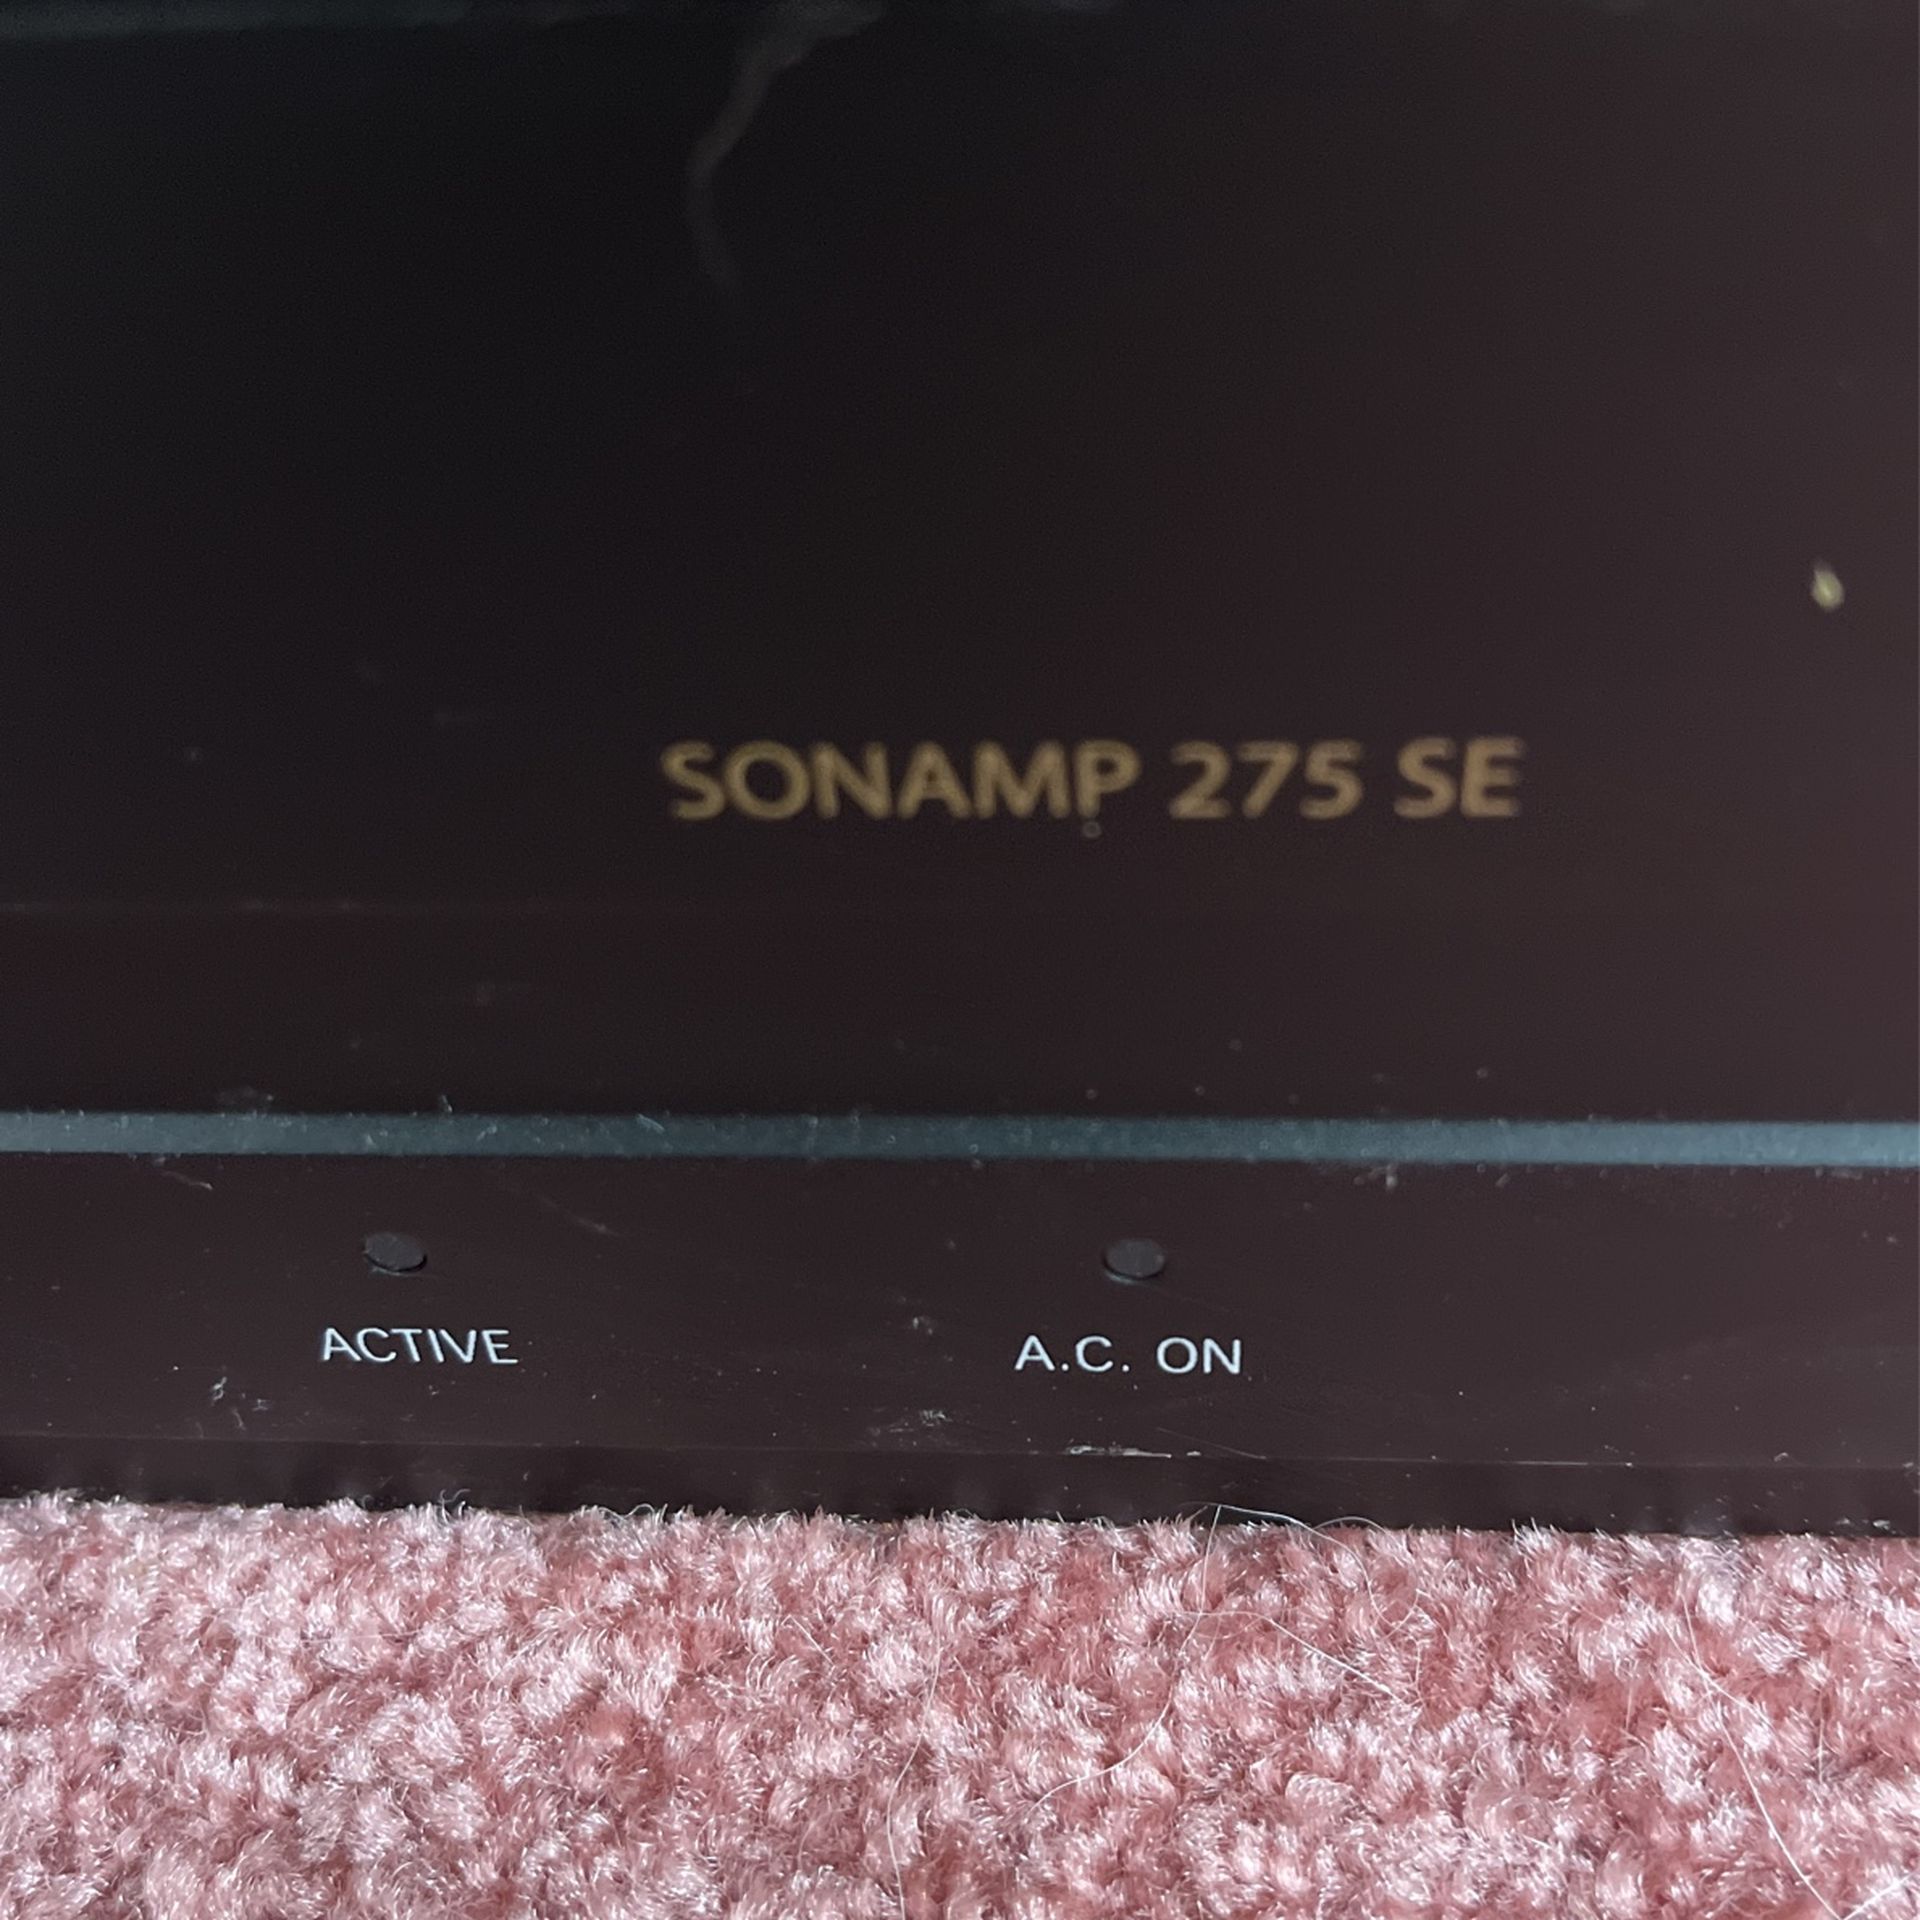 SONAMP 275 SE
ACTIVE
A.C. ON